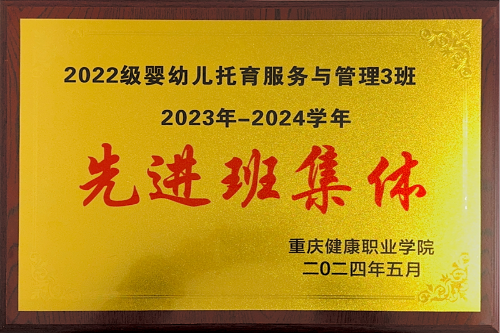 2022级婴幼儿托育服务与管理3班
2023年-2024学年
先进班集体
重庆健康职业学院
二〇二四年五月